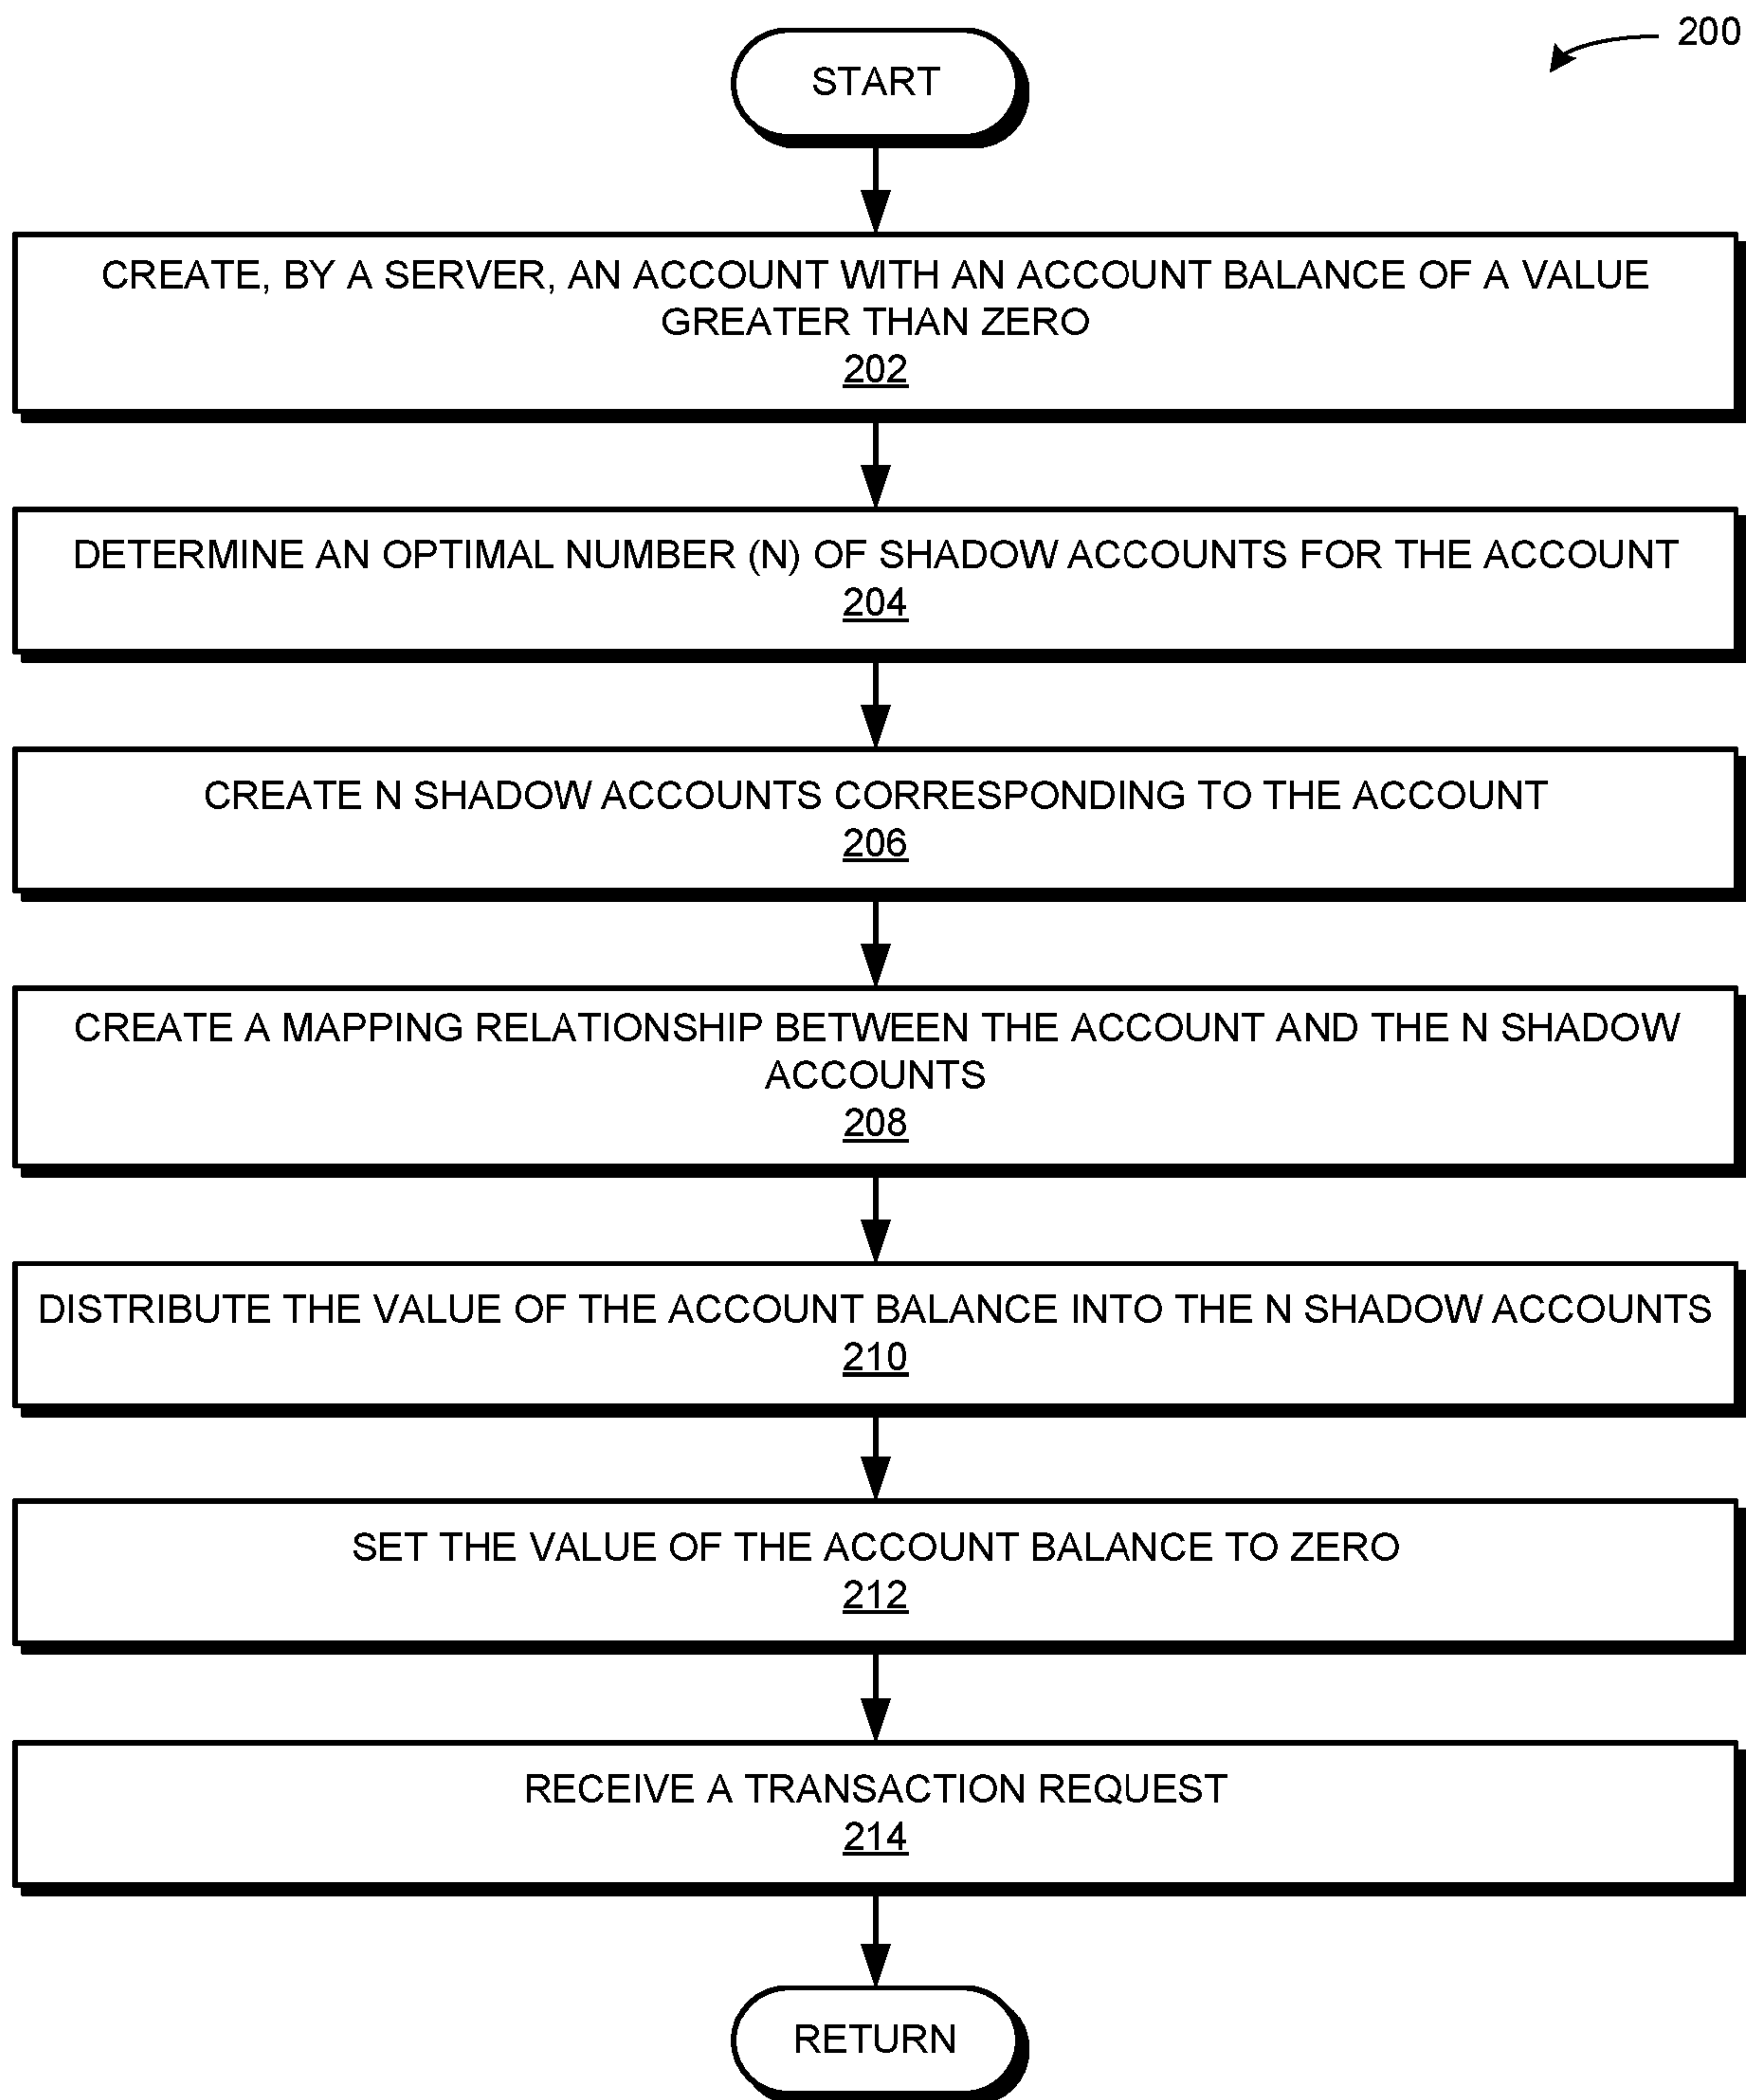 200
START
CREATE, BY A SERVER, AN ACCOUNT WITH AN ACCOUNT BALANCE OF A VALUE
GREATER THAN ZERO
202
DETERMINE AN OPTIMAL NUMBER (N) OF SHADOW ACCOUNTS FOR THE ACCOUNT
204
CREATE N SHADOW ACCOUNTS CORRESPONDING TO THE ACCOUNT
206
CREATE A MAPPING RELATIONSHIP BETWEEN THE ACCOUNT AND THE N SHADOW
ACCOUNTS
208
DISTRIBUTE THE VALUE OF THE ACCOUNT BALANCE INTO THE N SHADOW ACCOUNTS
210
SET THE VALUE OF THE ACCOUNT BALANCE TO ZERO
212
RECEIVE A TRANSACTION REQUEST
214
RETURN